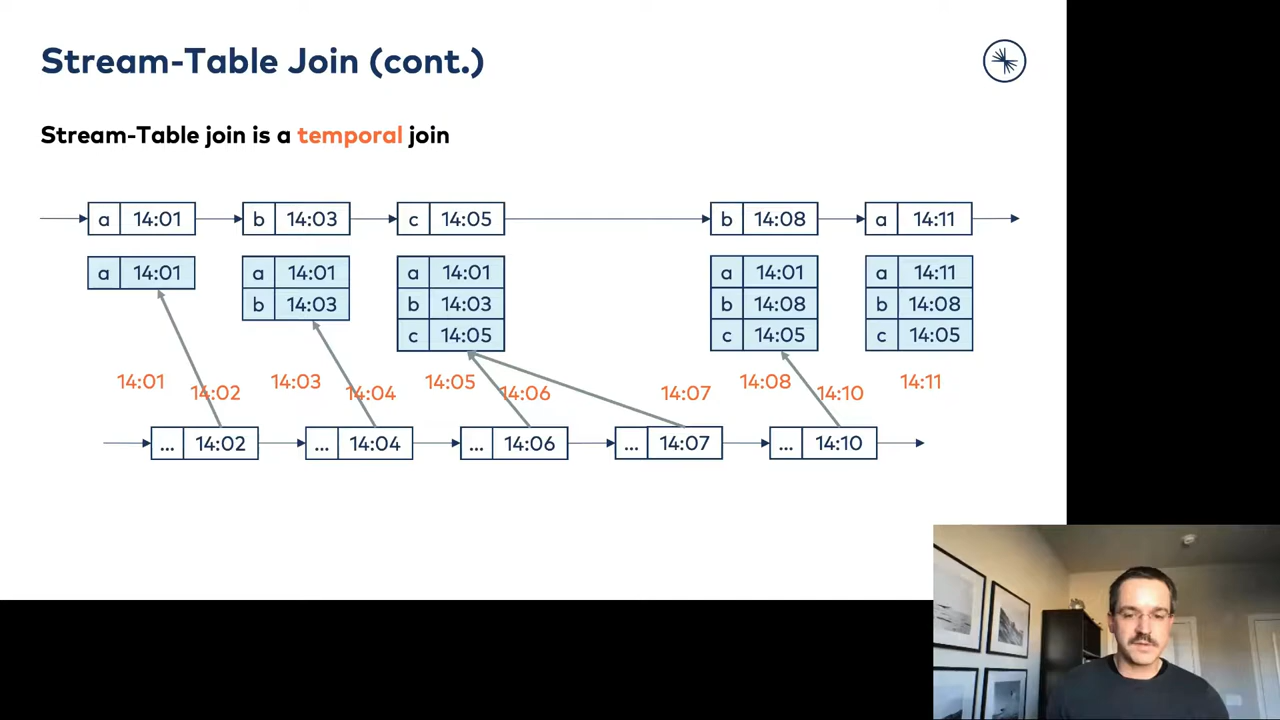 Stream-Table Join (cont.)
Stream-Table join is a temporal join
a 14:01 b 14:03 c 14:05 b 14:08 a 14:11
a 14:01 a 14:01 a 14:01 a 14:01 a 14:11
b 14:03 b 14:03 b 14:08 b 14:08
c 14:05 c 14:05 c 14:05
14:01 14:02 14:03 14:04 14:05 14:06 14:07 14:08 14:10 14:11
... 14:02 ... 14:04 ... 14:06 ... 14:07 ... 14:10